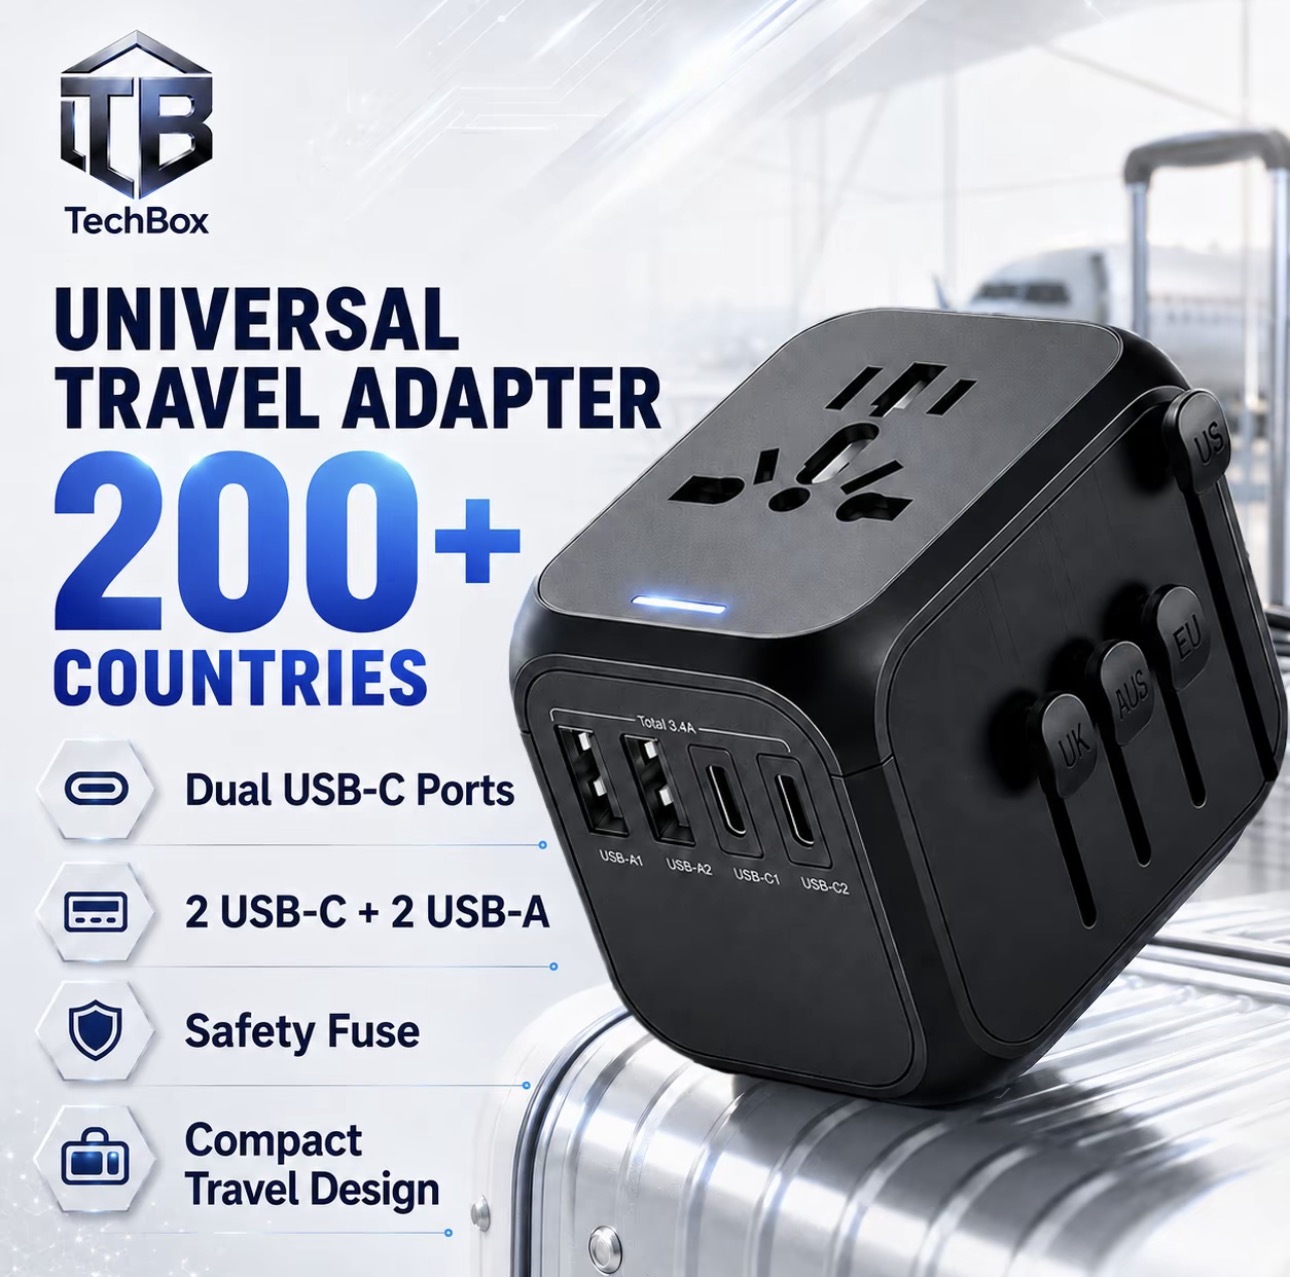 TB
TechBox
UNIVERSAL
TRAVEL ADAPTER
200+
COUNTRIES
Dual USB-C Ports
2 USB-C + 2 USB-A
Safety Fuse
Compact
Travel Design
US
EU
AUS
UK
Total 3.4A
USB-A1 USB-A2 USB-C1 USB-C2